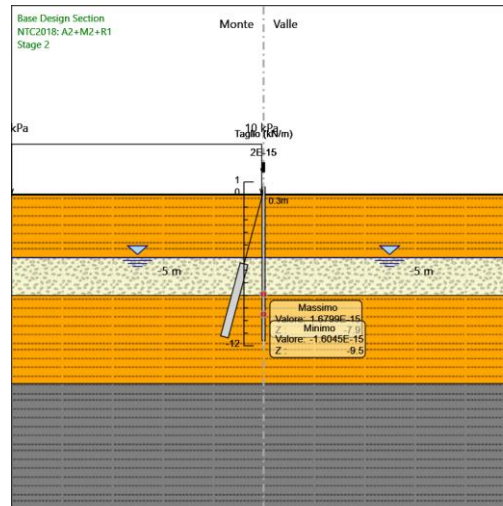 Base Design Section
NTC2018: A2+M2+R1
Stage 2
Monte Valle
kPa
10 kPa
Taglio (kN/m)
2E-15
1
0
0.3m
-5 m
-5 m
Massimo
Valore: 1.6799E-15
Z : -7.9
Minimo
Valore: -1.6045E-15
Z : -9.5
-12